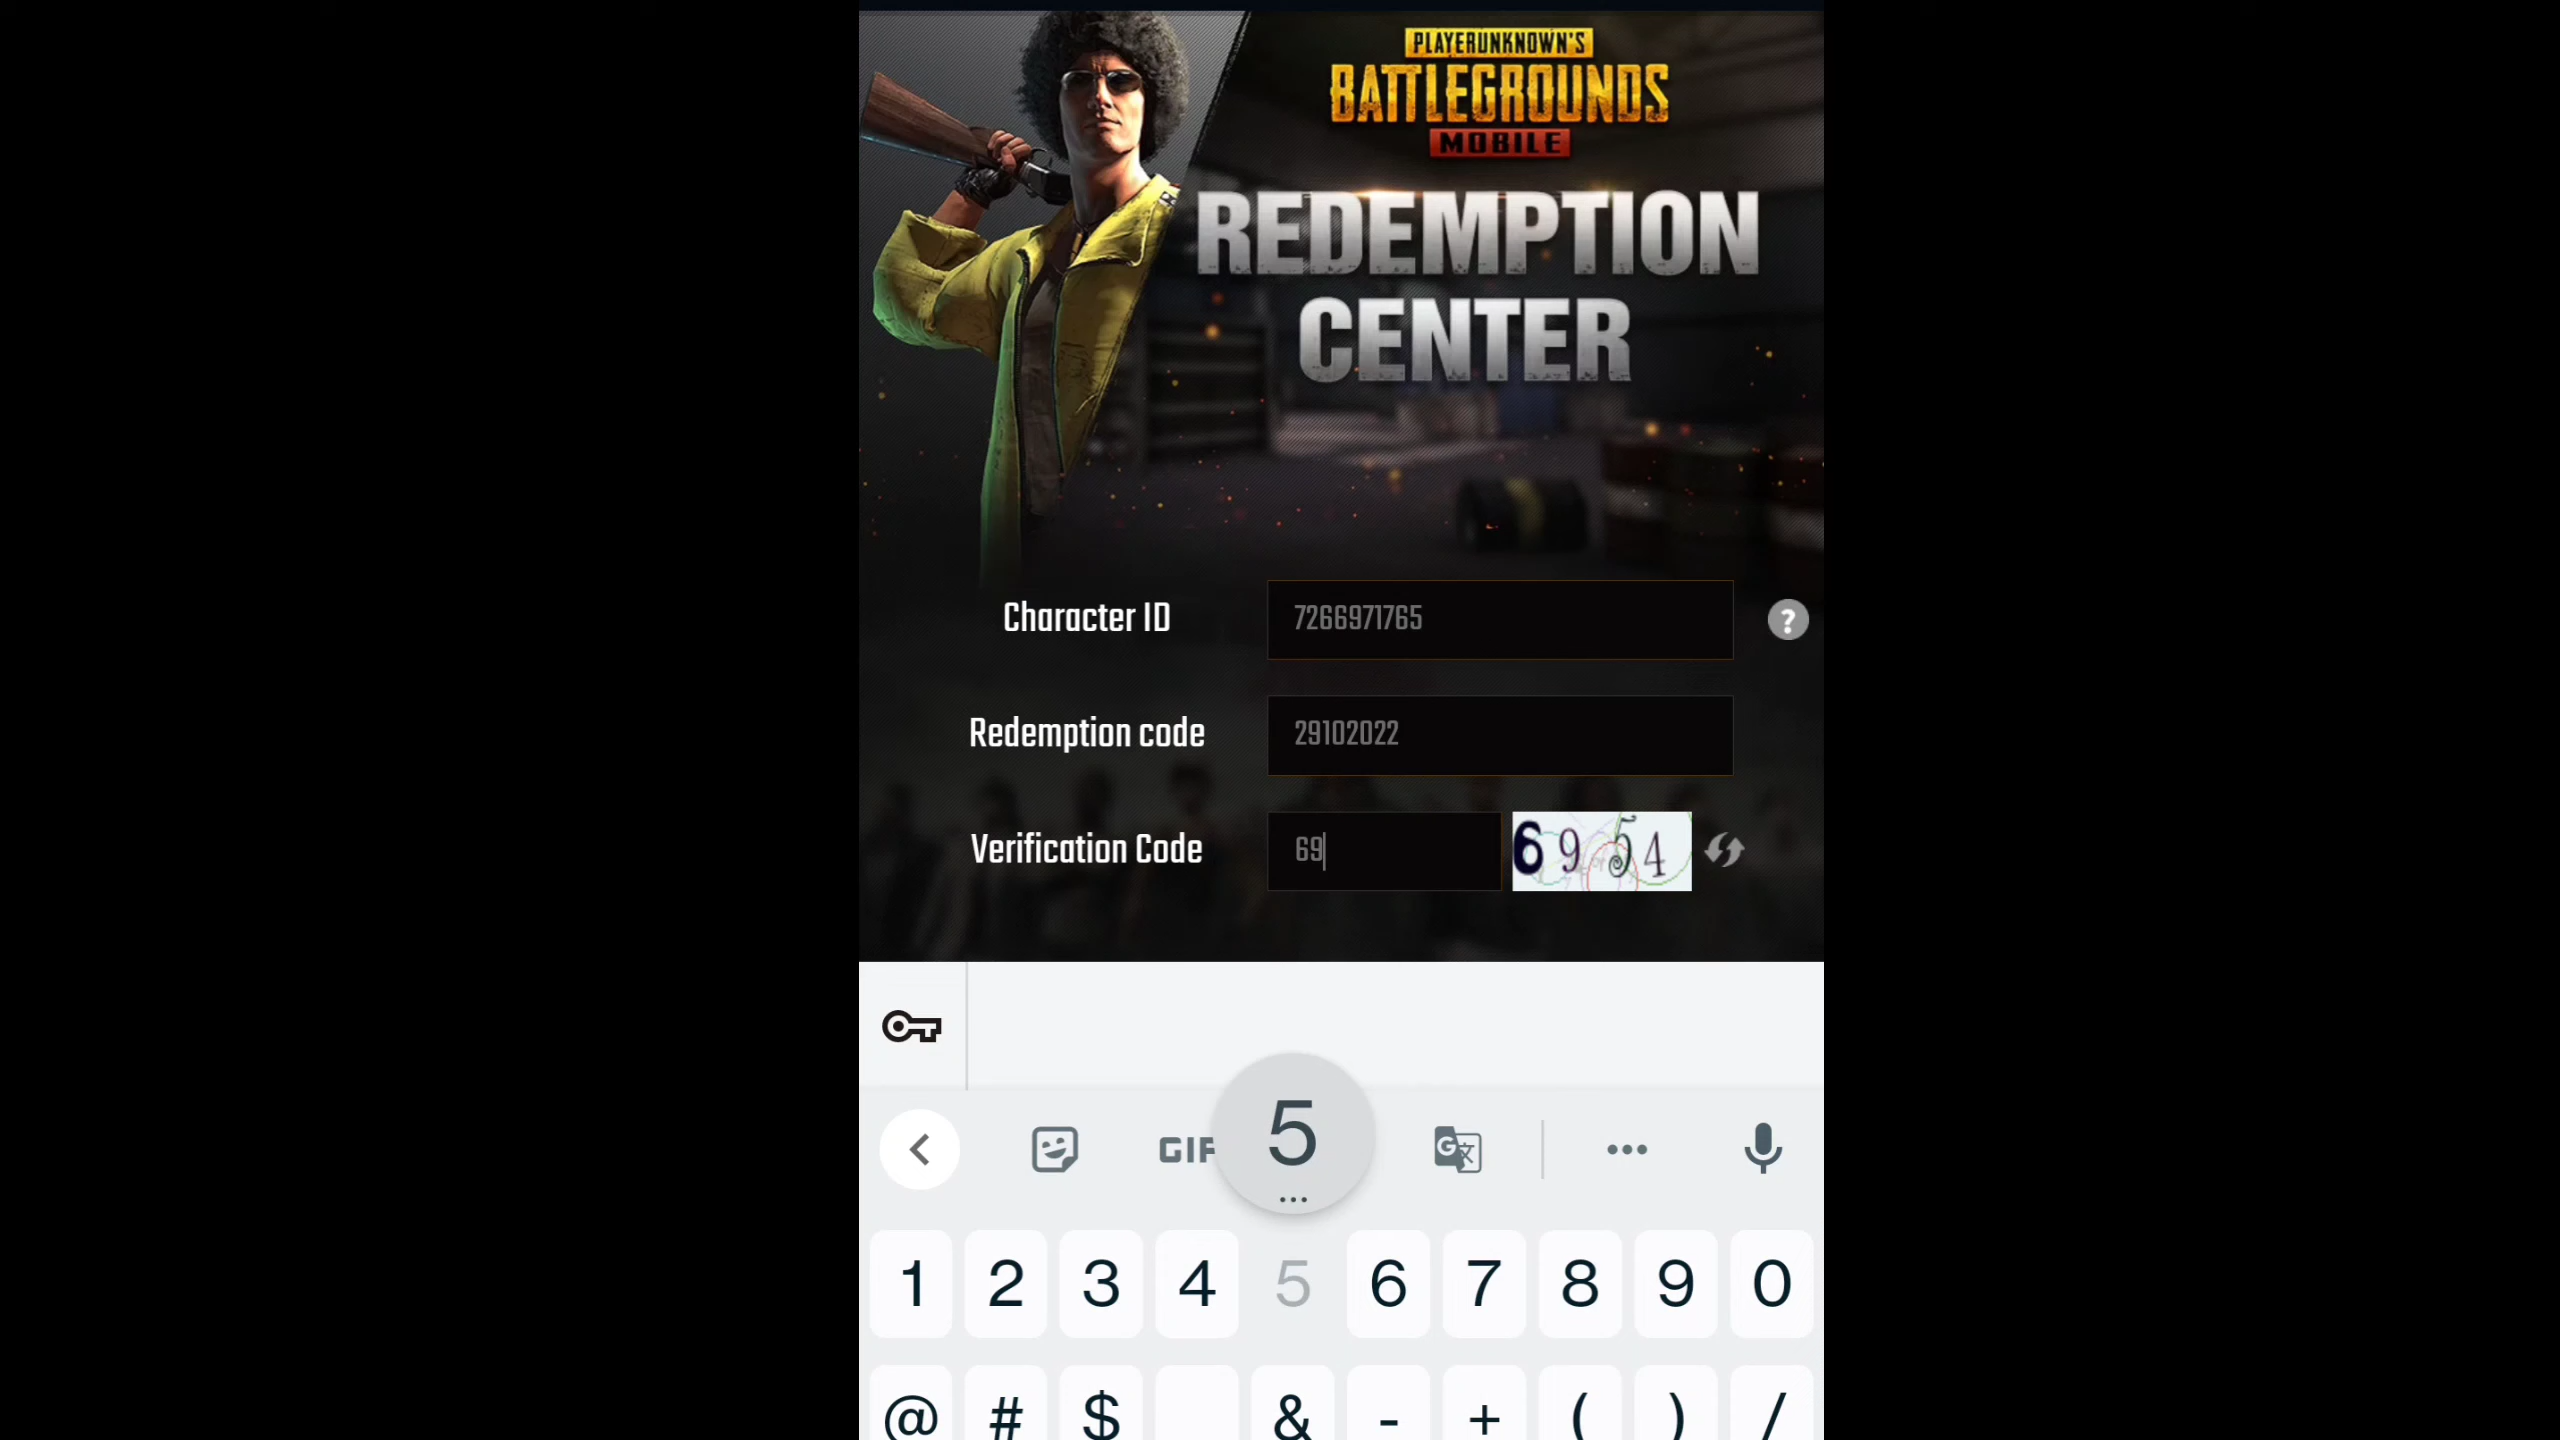 PLAYERUNKNOWN'S
BATTLEGROUNDS
MOBILE
REDEMPTION
CENTER
Character ID 7266971765 ?
Redemption code 29102022
Verification Code 69 6954
GIF 5 G
...
1 2 3 4 5 6 7 8 9 0
@ # $ & - + ( ) /